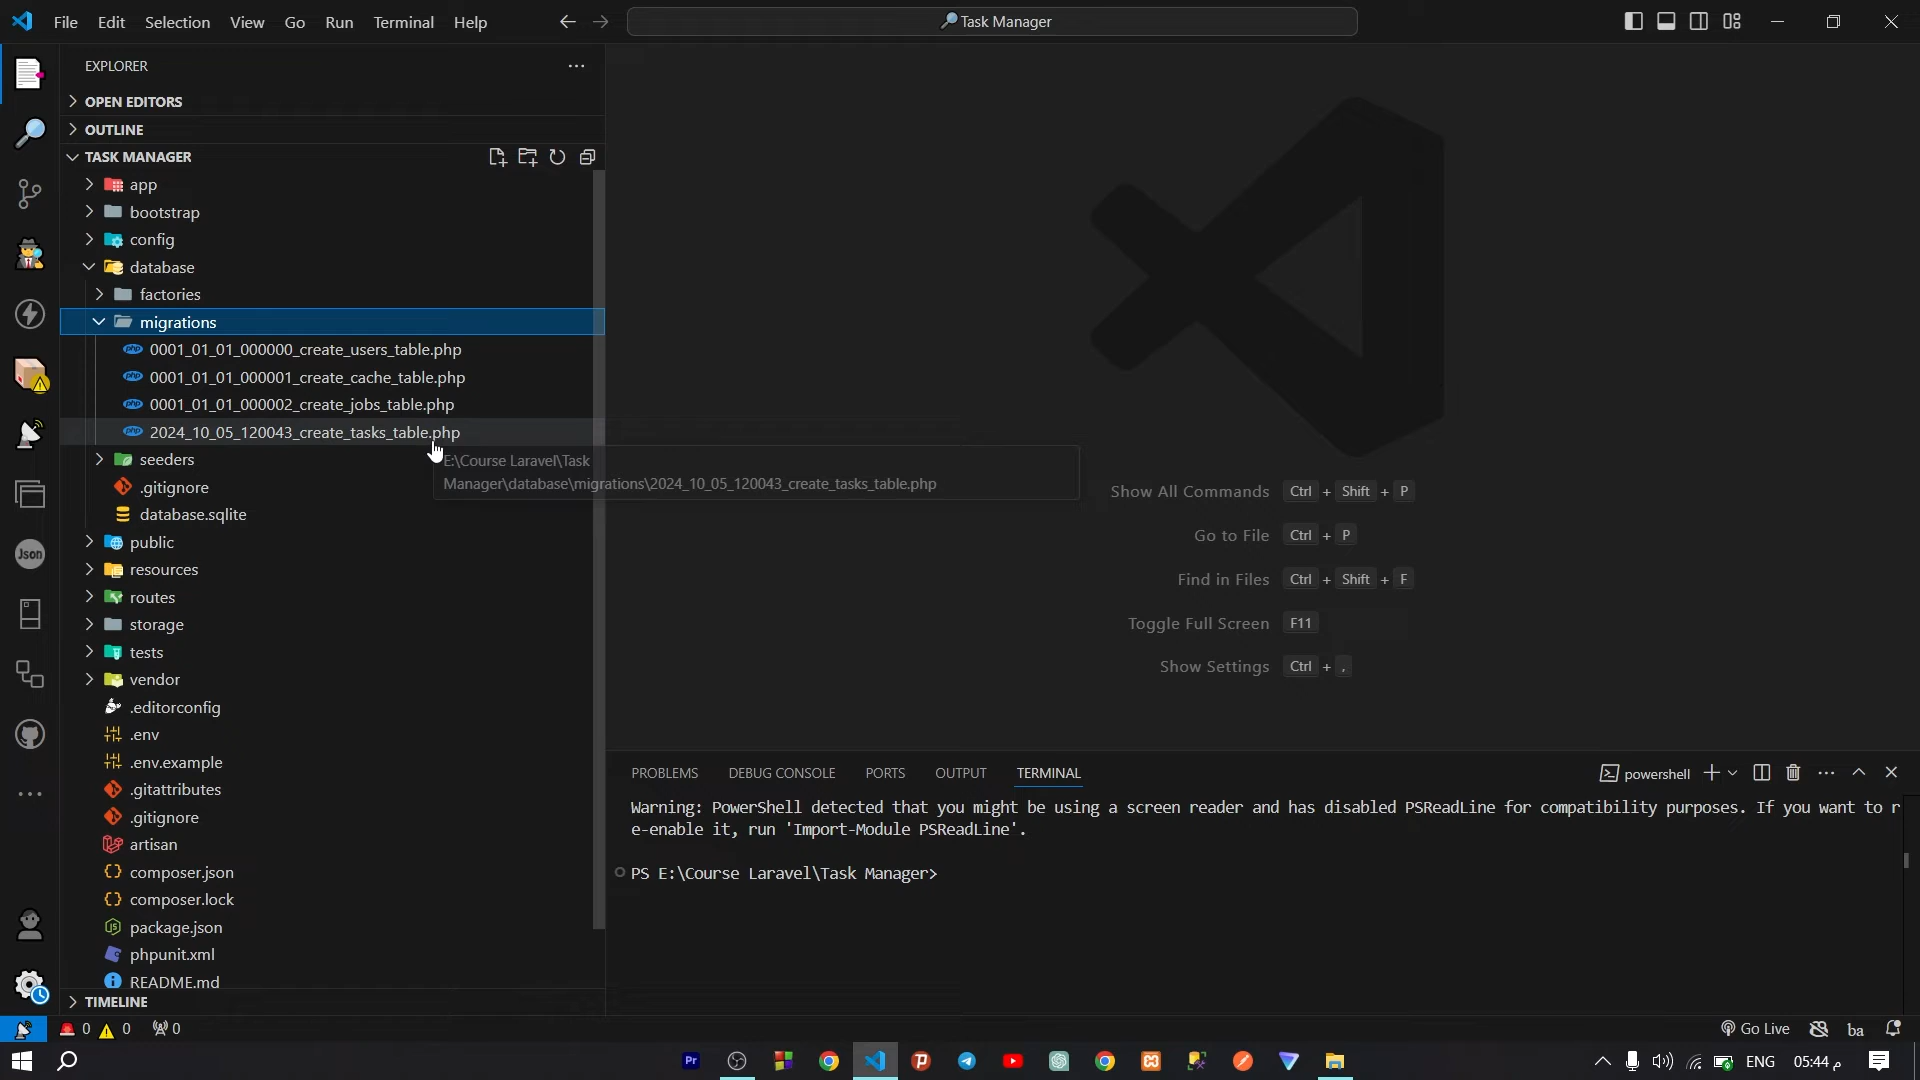 File Edit Selection View Go Run Terminal Help
Task Manager
EXPLORER
OPEN EDITORS
OUTLINE
TASK MANAGER
app
bootstrap
config
database
factories
migrations
0001_01_01_000000_create_users_table.php
0001_01_01_000001_create_cache_table.php
0001_01_01_000002_create_jobs_table.php
2024_10_05_120043_create_tasks_table.php
E:\Course Laravel\Task
Manager\database\migrations\2024_10_05_120043_create_tasks_table.php
seeders
.gitignore
database.sqlite
public
resources
routes
storage
tests
vendor
.editorconfig
.env
.env.example
.gitattributes
.gitignore
artisan
composer.json
composer.lock
package.json
phpunit.xml
README.md
TIMELINE
Show All Commands Ctrl + Shift + P
Go to File Ctrl + P
Find in Files Ctrl + Shift + F
Toggle Full Screen F11
Show Settings Ctrl + ,
PROBLEMS DEBUG CONSOLE PORTS OUTPUT TERMINAL
powershell
Warning: PowerShell detected that you might be using a screen reader and has disabled PSReadLine for compatibility purposes. If you want to r
e-enable it, run 'Import-Module PSReadLine'.
PS E:\Course Laravel\Task Manager>
0 0 0
Go Live ba
ENG 05:44 م